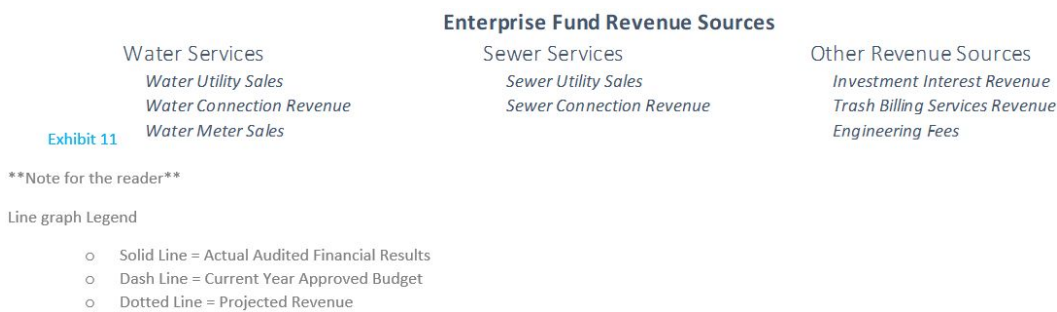 Enterprise Fund Revenue Sources
Water Services
Water Utility Sales
Water Connection Revenue
Water Meter Sales
Sewer Services
Sewer Utility Sales
Sewer Connection Revenue
Other Revenue Sources
Investment Interest Revenue
Trash Billing Services Revenue
Engineering Fees
Exhibit 11
**Note for the reader**
Line graph Legend
o Solid Line = Actual Audited Financial Results
o Dash Line = Current Year Approved Budget
o Dotted Line = Projected Revenue